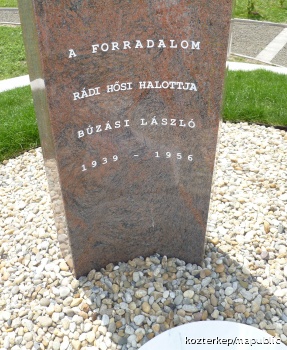 A FORRADALOM
RÁDI HŐSI HALOTTJA
BÚZÁSI LÁSZLÓ
1939 - 1956
kozterkep/mapublic